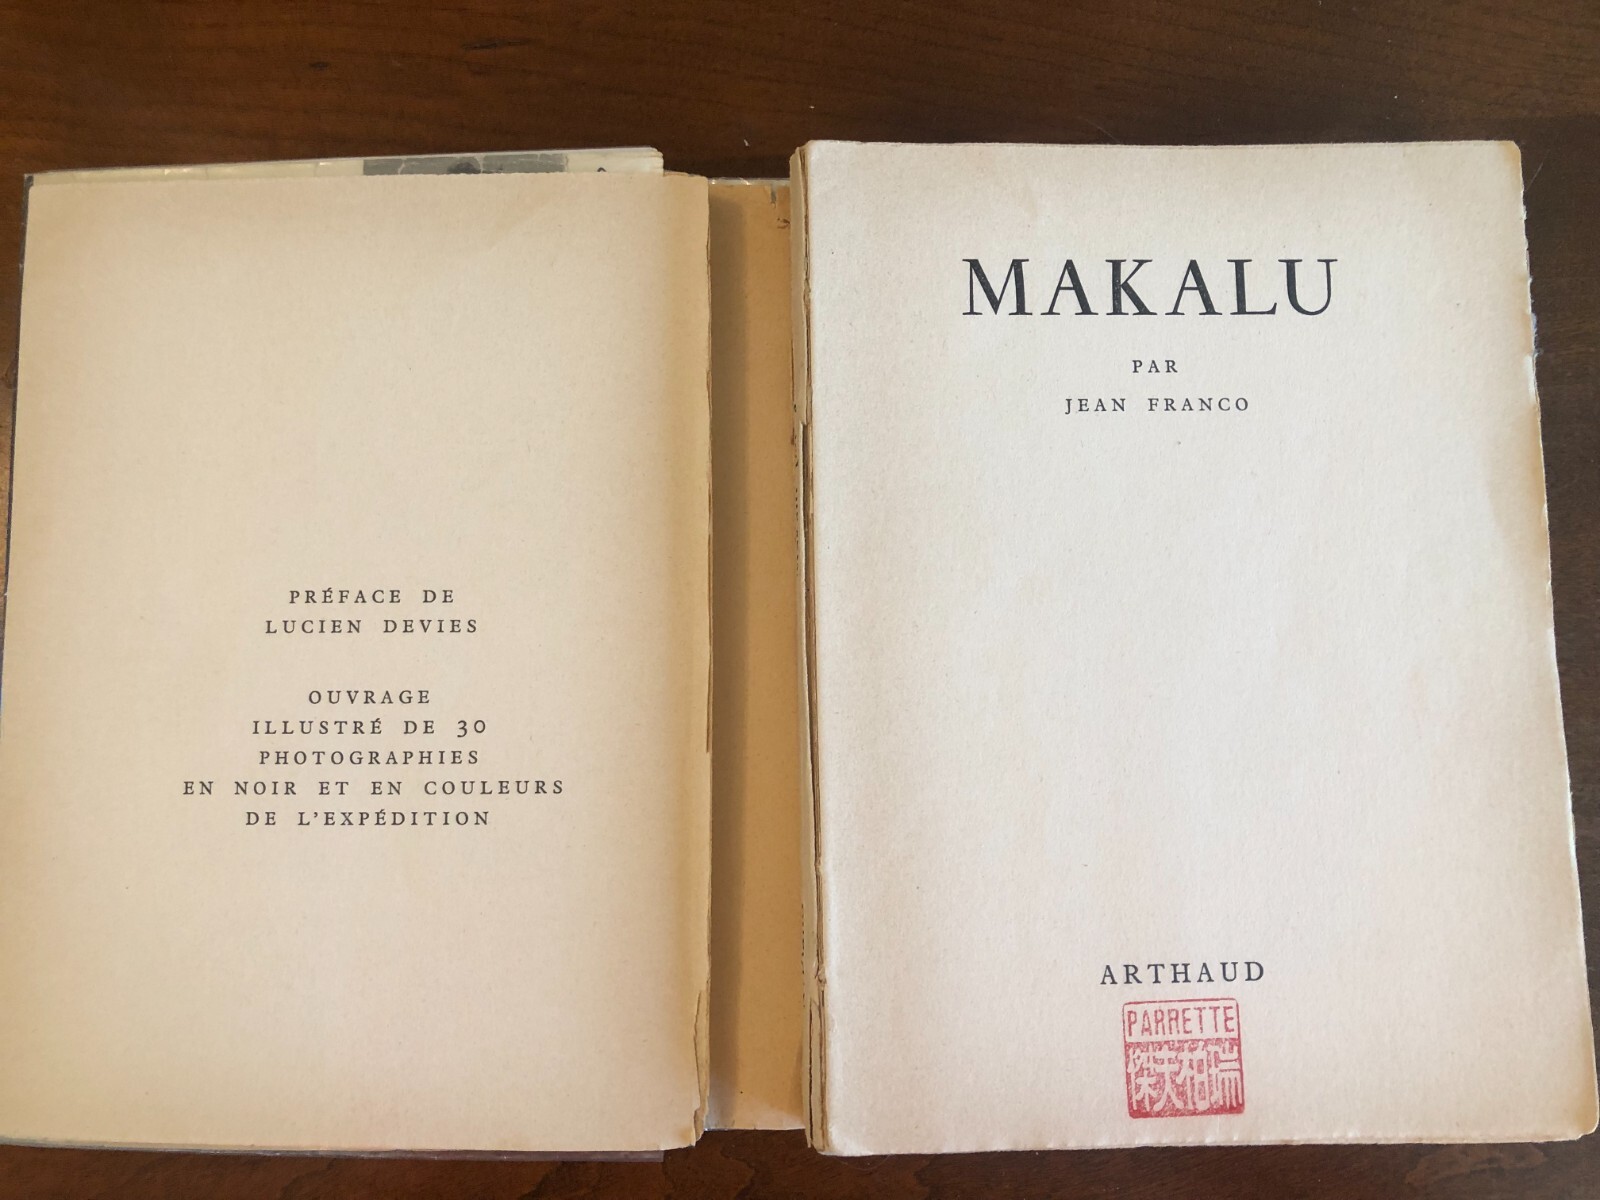 PRÉFACE DE
LUCIEN DEVIES
OUVRAGE
ILLUSTRÉ DE 30
PHOTOGRAPHIES
EN NOIR ET EN COULEURS
DE L'EXPÉDITION
MAKALU
PAR
JEAN FRANCO
ARTHAUD
PARRETTE